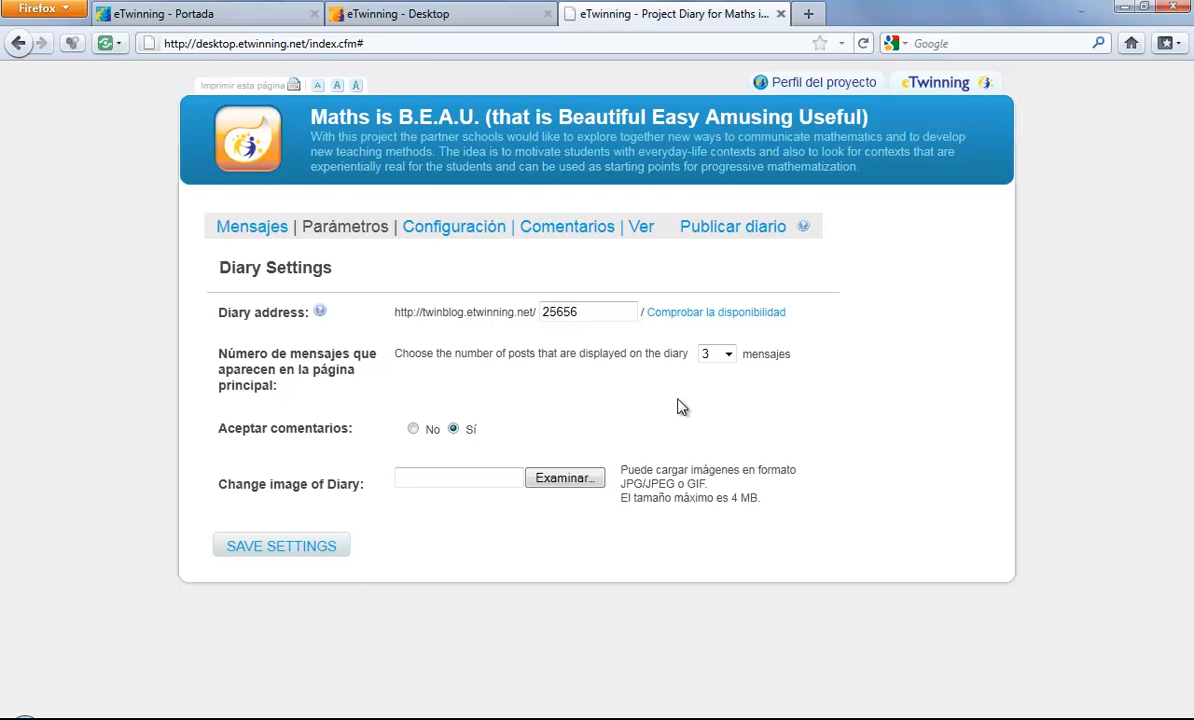 Firefox
eTwinning - Portada
eTwinning - Desktop
eTwinning - Project Diary for Maths i...
http://desktop.etwinning.net/index.cfm#
Google
Imprimir esta página
A
A
A
Perfil del proyecto
eTwinning
Maths is B.E.A.U. (that is Beautiful Easy Amusing Useful)
With this project the partner schools would like to explore together new ways to communicate mathematics and to develop
new teaching methods. The idea is to motivate students with everyday-life contexts and also to look for contexts that are
experientially real for the students and can be used as starting points for progressive mathematization.
Mensajes | Parámetros | Configuración | Comentarios | Ver Publicar diario ?
Diary Settings
Diary address: ? http://twinblog.etwinning.net/ 25656 / Comprobar la disponibilidad
Número de mensajes que
aparecen en la página
principal:
Choose the number of posts that are displayed on the diary 3 mensajes
Aceptar comentarios: No Sí
Change image of Diary: Examinar...
Puede cargar imágenes en formato
JPG/JPEG o GIF.
El tamaño máximo es 4 MB.
SAVE SETTINGS